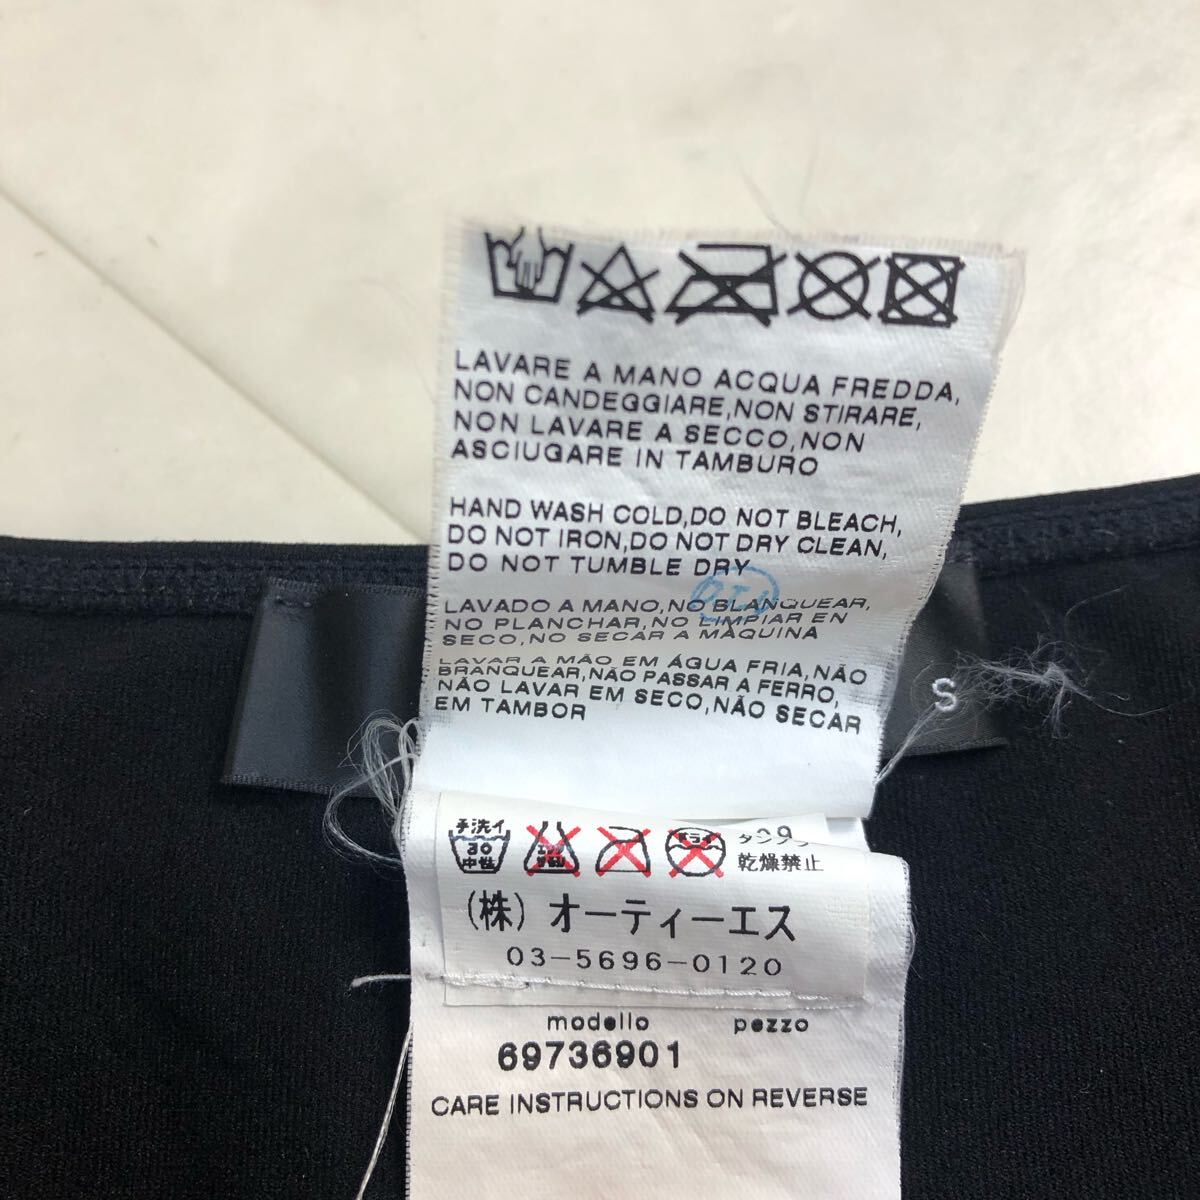 LAVARE A MANO ACQUA FREDDA,
NON CANDEGGIARE,NON STIRARE,
NON LAVARE A SECCO,NON
ASCIUGARE IN TAMBURO
HAND WASH COLD,DO NOT BLEACH,
DO NOT IRON,DO NOT DRY CLEAN,
DO NOT TUMBLE DRY
LAVADO A MANO,NO BLANQUEAR,
NO PLANCHAR,NO LIMPIAR EN
SECO,NO SECAR A MAQUINA
LAVAR A MÃO EM ÁGUA FRIA,NÃO
BRANQUEAR,NÃO PASSAR A FERRO,
NÃO LAVAR EM SECO,NÃO SECAR
EM TAMBOR
S
手洗イ
30
中性
ドライ
乾燥禁止
(株) オーティーエス
03-5696-0120
modello pezzo
69736901
CARE INSTRUCTIONS ON REVERSE